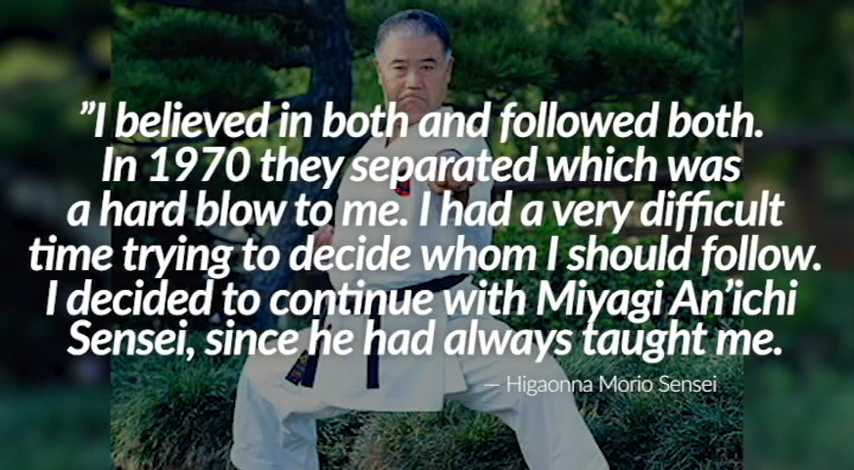 ”I believed in both and followed both.
In 1970 they separated which was
a hard blow to me. I had a very difficult
time trying to decide whom I should follow.
I decided to continue with Miyagi An’ichi
Sensei, since he had always taught me.
— Higaonna Morio Sensei